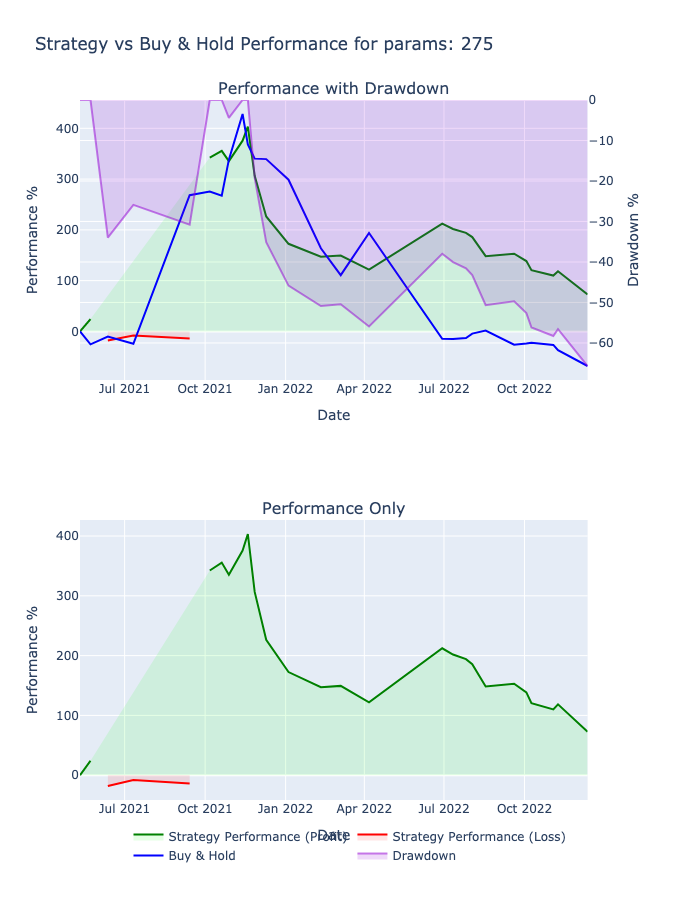 Strategy vs Buy & Hold Performance for params: 275
Performance with Drawdown
400
300
200
100
0
Performance %
0
−10
−20
−30
−40
−50
−60
Drawdown %
Jul 2021 Oct 2021 Jan 2022 Apr 2022 Jul 2022 Oct 2022
Date
Performance Only
400
300
200
100
0
Performance %
Jul 2021 Oct 2021 Jan 2022 Apr 2022 Jul 2022 Oct 2022
Date
Strategy Performance (Profit) Strategy Performance (Loss)
Buy & Hold Drawdown